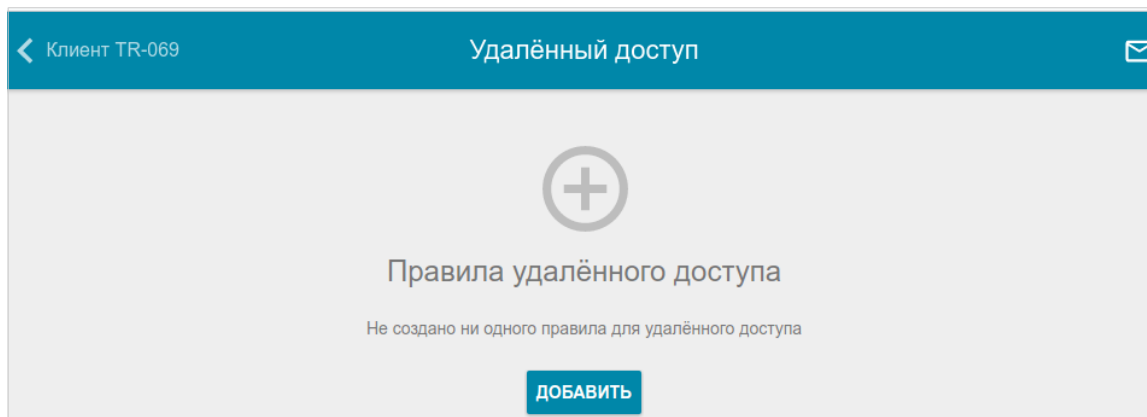 Клиент TR-069
Удалённый доступ
Правила удалённого доступа
Не создано ни одного правила для удалённого доступа
ДОБАВИТЬ